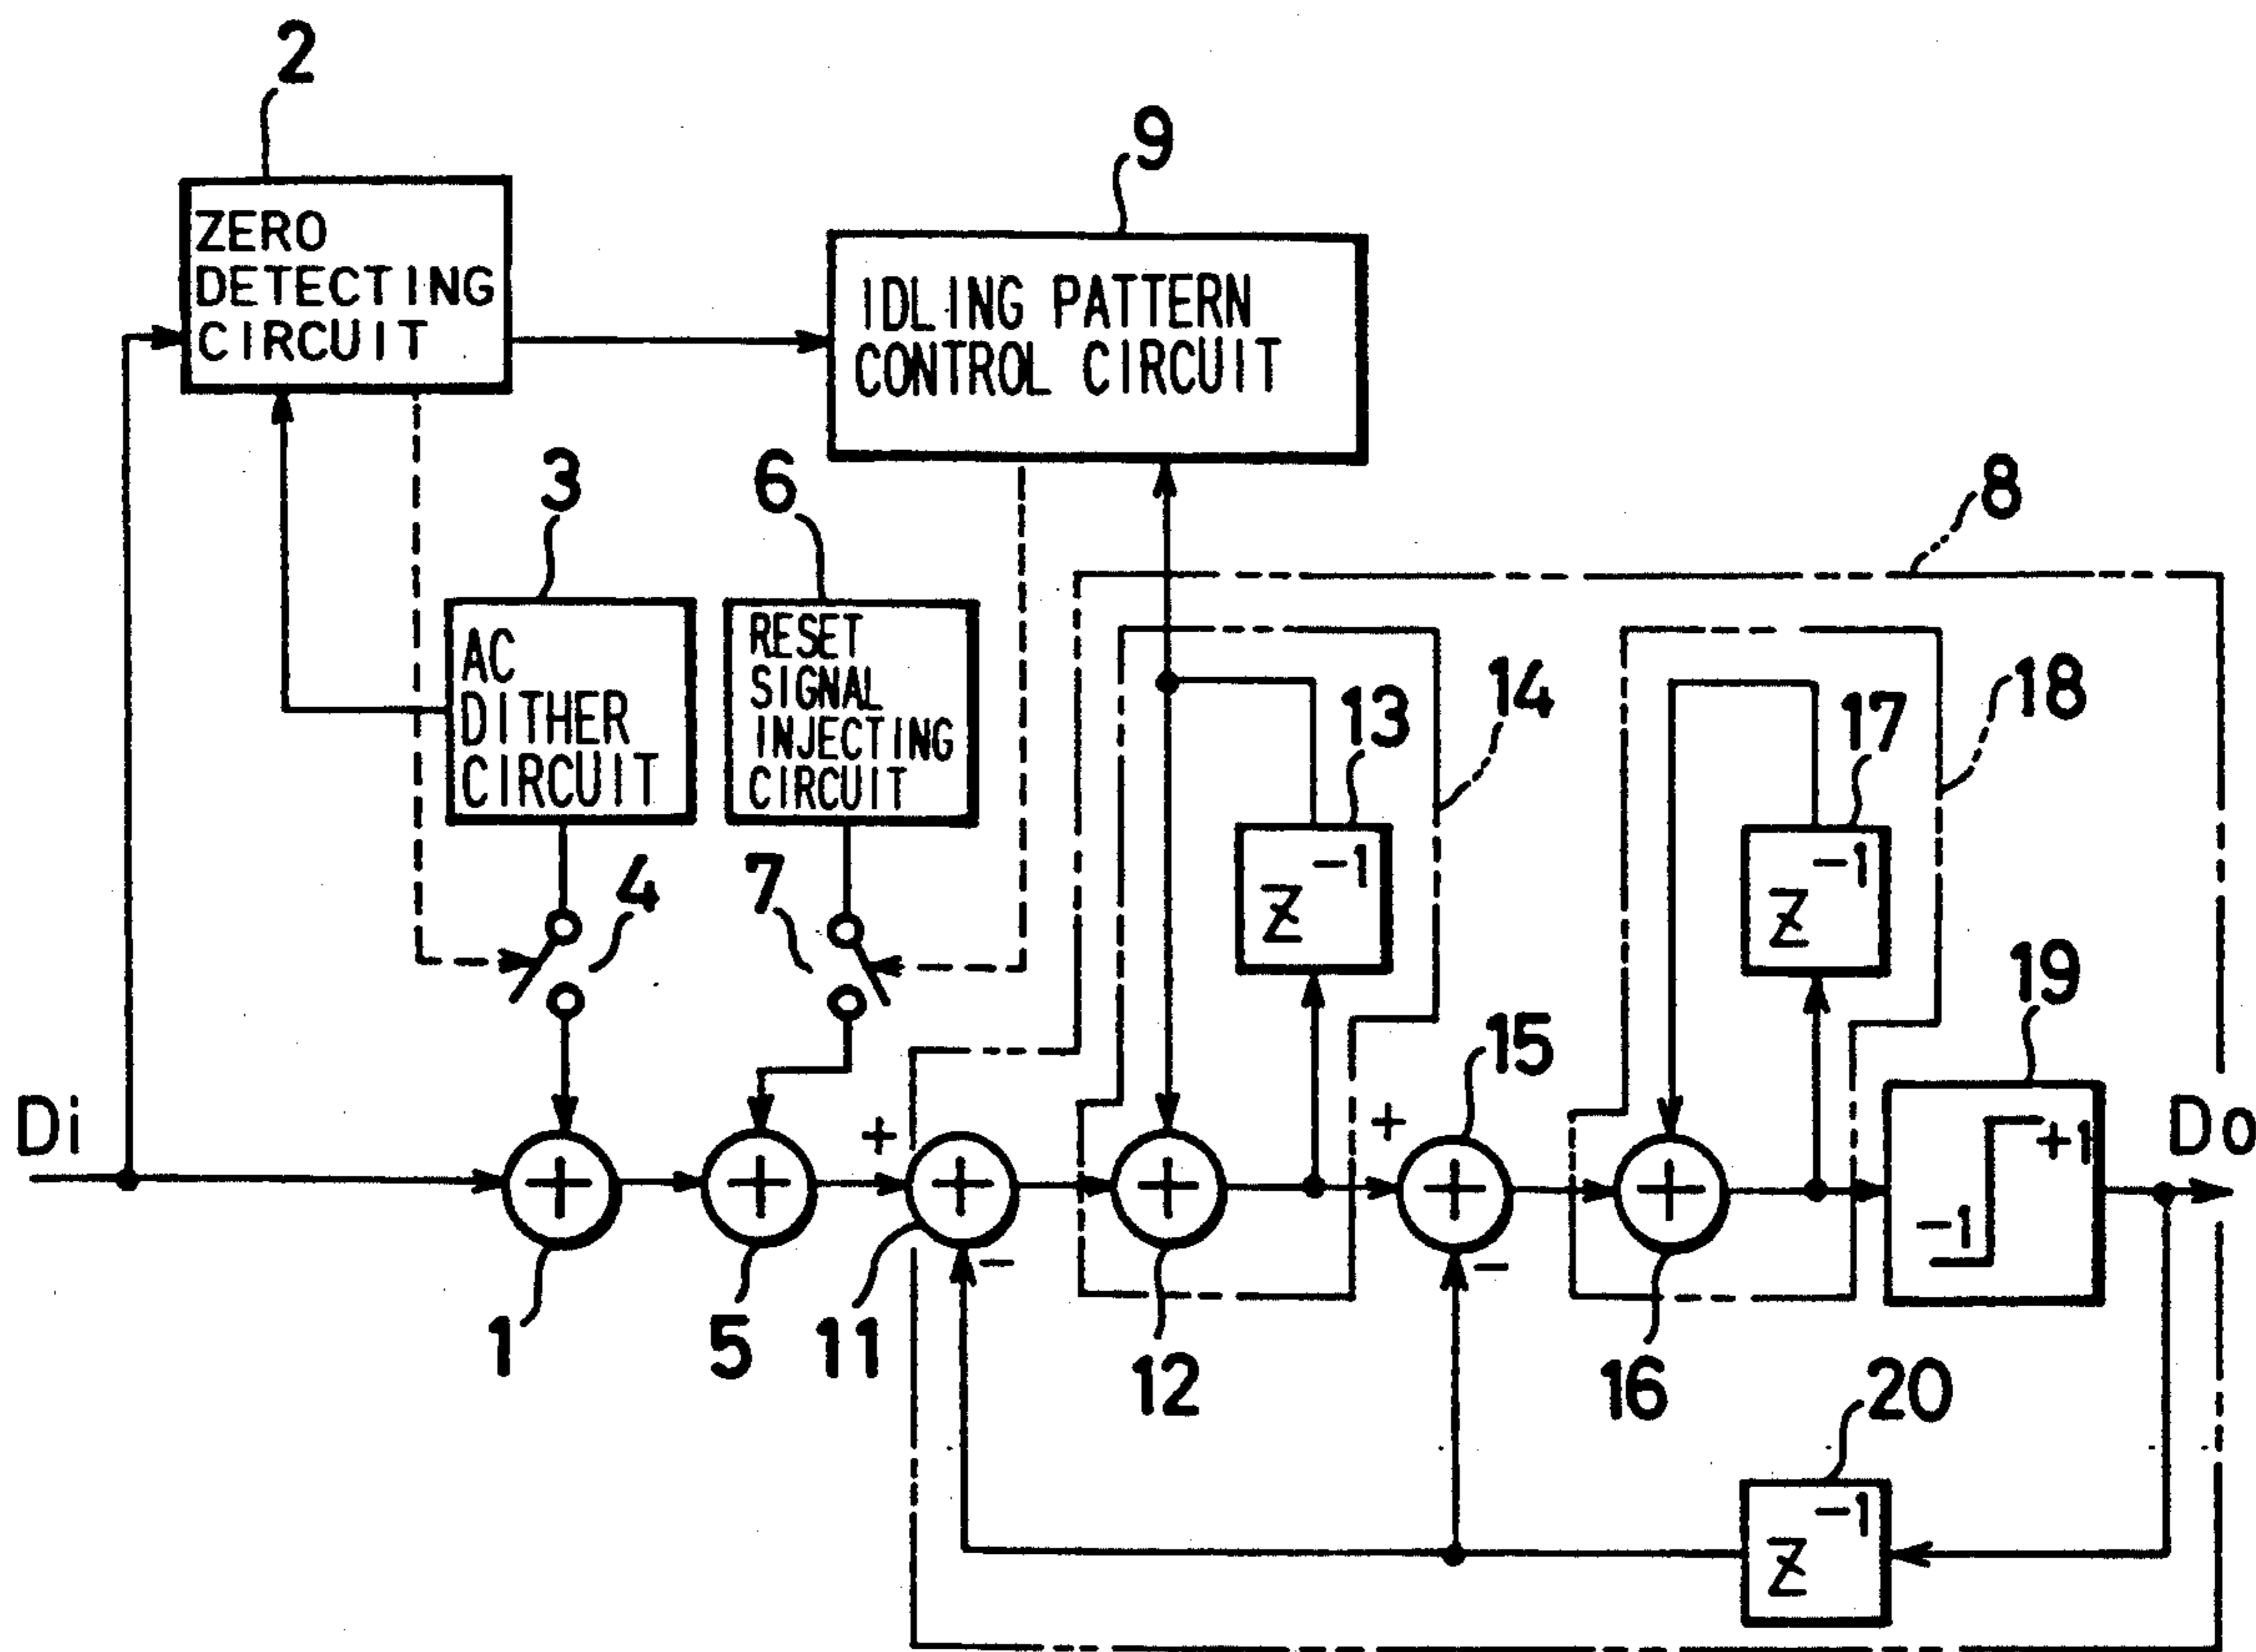 2
9
ZERO
DETECTING
CIRCUIT
IDLING PATTERN
CONTROL CIRCUIT
3
6
8
AC
DITHER
CIRCUIT
RESET
SIGNAL
INJECTING
CIRCUIT
13
14
17
18
4
7
Z⁻¹
Z⁻¹
19
15
Di
+
+
+
+
+
+
+
+
−1
+1
Do
−
−
1
5
11
12
16
20
Z⁻¹